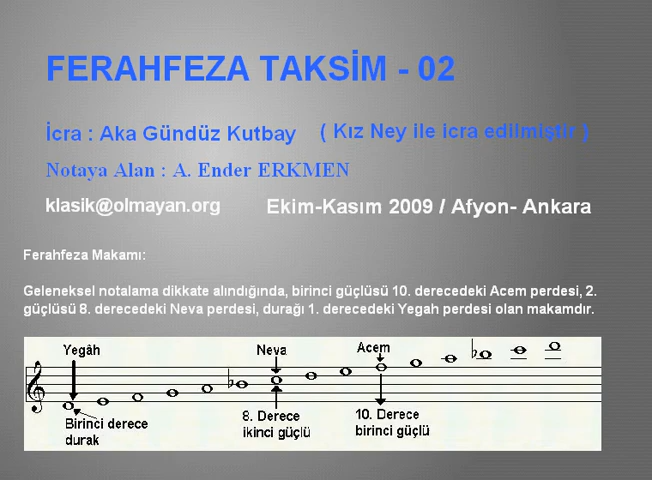 FERAHFEZA TAKSİM - 02
İcra : Aka Gündüz Kutbay ( Kız Ney ile icra edilmiştir )
Notaya Alan : A. Ender ERKMEN
klasik@olmayan.org Ekim-Kasım 2009 / Afyon- Ankara
Ferahfeza Makamı:
Geleneksel notalama dikkate alındığında, birinci güçlüsü 10. derecedeki Acem perdesi, 2.
güçlüsü 8. derecedeki Neva perdesi, durağı 1. derecedeki Yegah perdesi olan makamdır.
Yegâh Neva Acem
Birinci derece
durak
8. Derece
ikinci güçlü
10. Derece
birinci güçlü